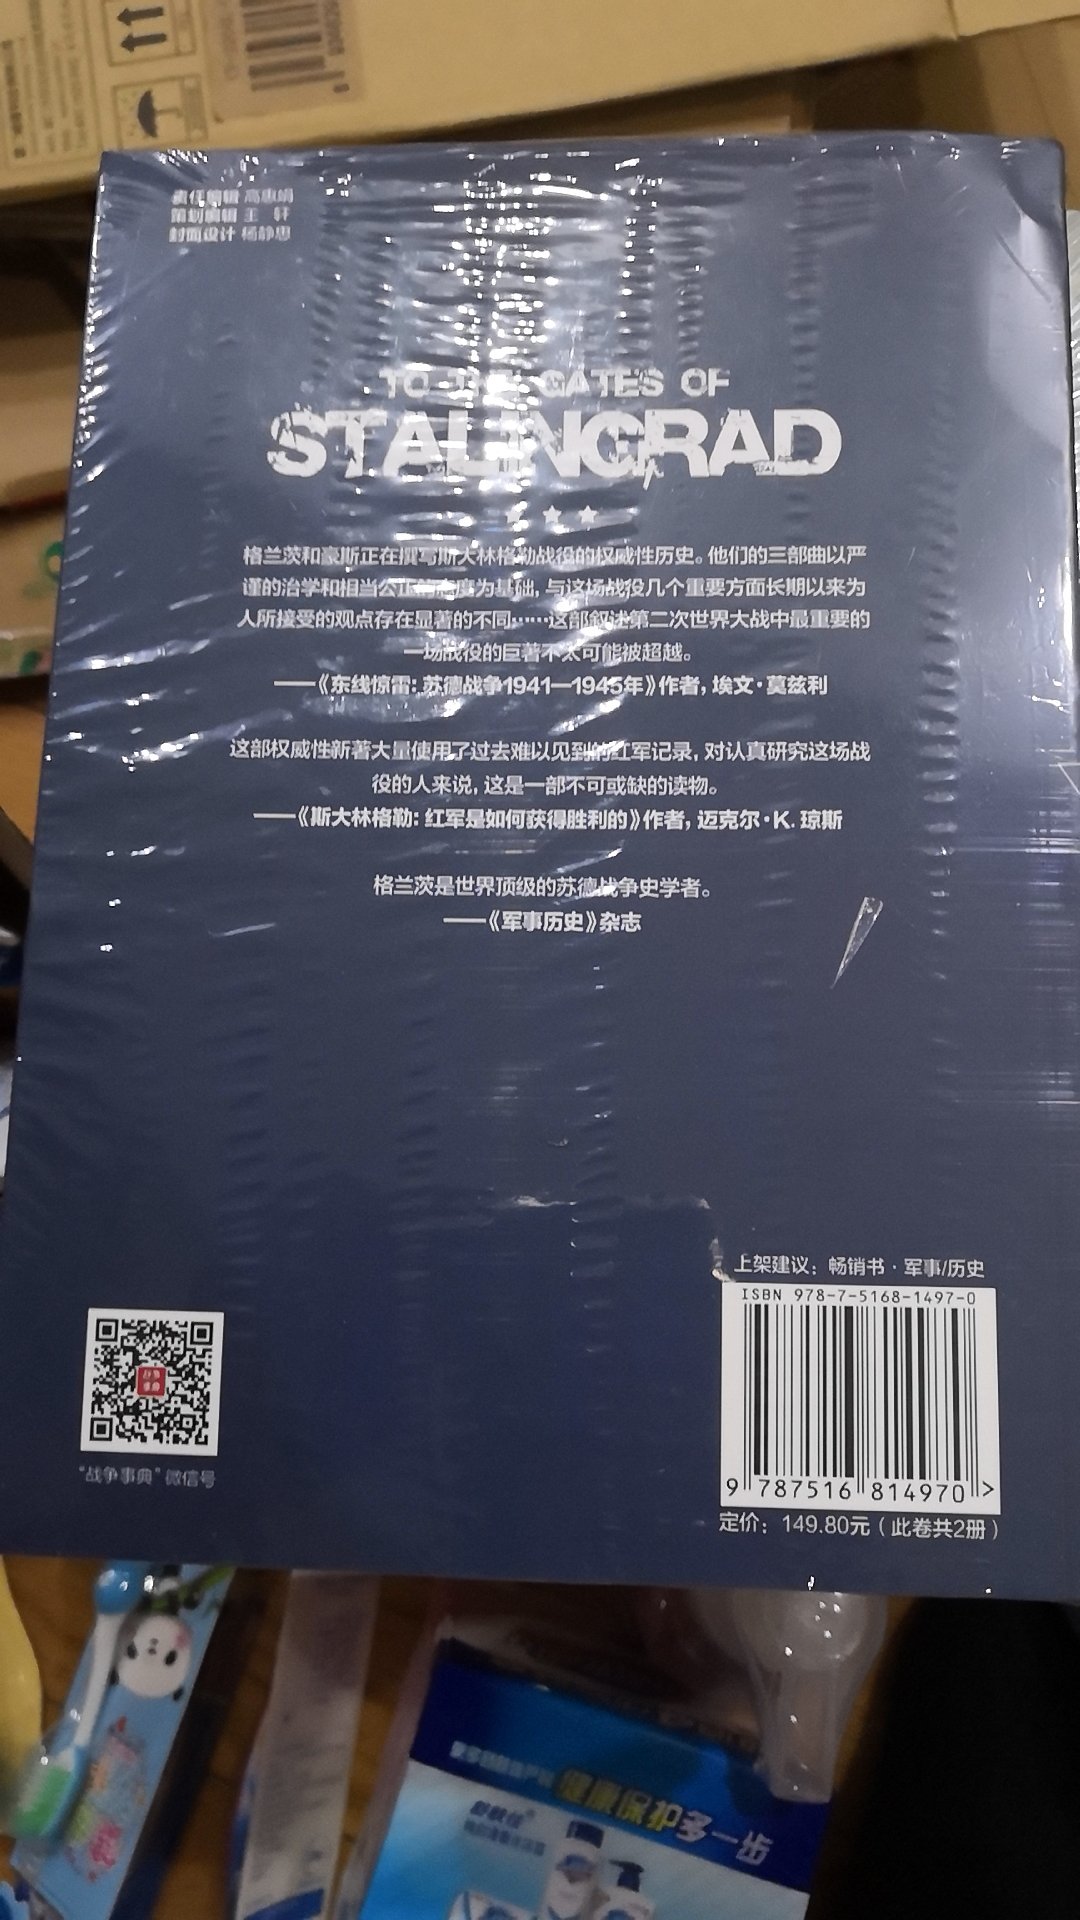 责任编辑 高惠娟
策划编辑 王 轩
封面设计 杨静思
TO THE GATES OF
STALINGRAD
格兰茨和豪斯正在撰写斯大林格勒战役的权威性历史。他们的三部曲以严
谨的治学和相当公正的态度为基础,与这场战役几个重要方面长期以来为
人所接受的观点存在显著的不同……这部叙述第二次世界大战中最重要的
一场战役的巨著不太可能被超越。
——《东线惊雷:苏德战争1941—1945年》作者,埃文·莫兹利
这部权威性新著大量使用了过去难以见到的红军记录,对认真研究这场战
役的人来说,这是一部不可或缺的读物。
——《斯大林格勒:红军是如何获得胜利的》作者,迈克尔·K.琼斯
格兰茨是世界顶级的苏德战争史学者。
——《军事历史》杂志
上架建议:畅销书·军事/历史
ISBN 978-7-5168-1497-0
9 787516 814970 >
定价:149.80元(此卷共2册)
战争
事典
“战争事典”微信号
健康保护多一步
舒肤佳